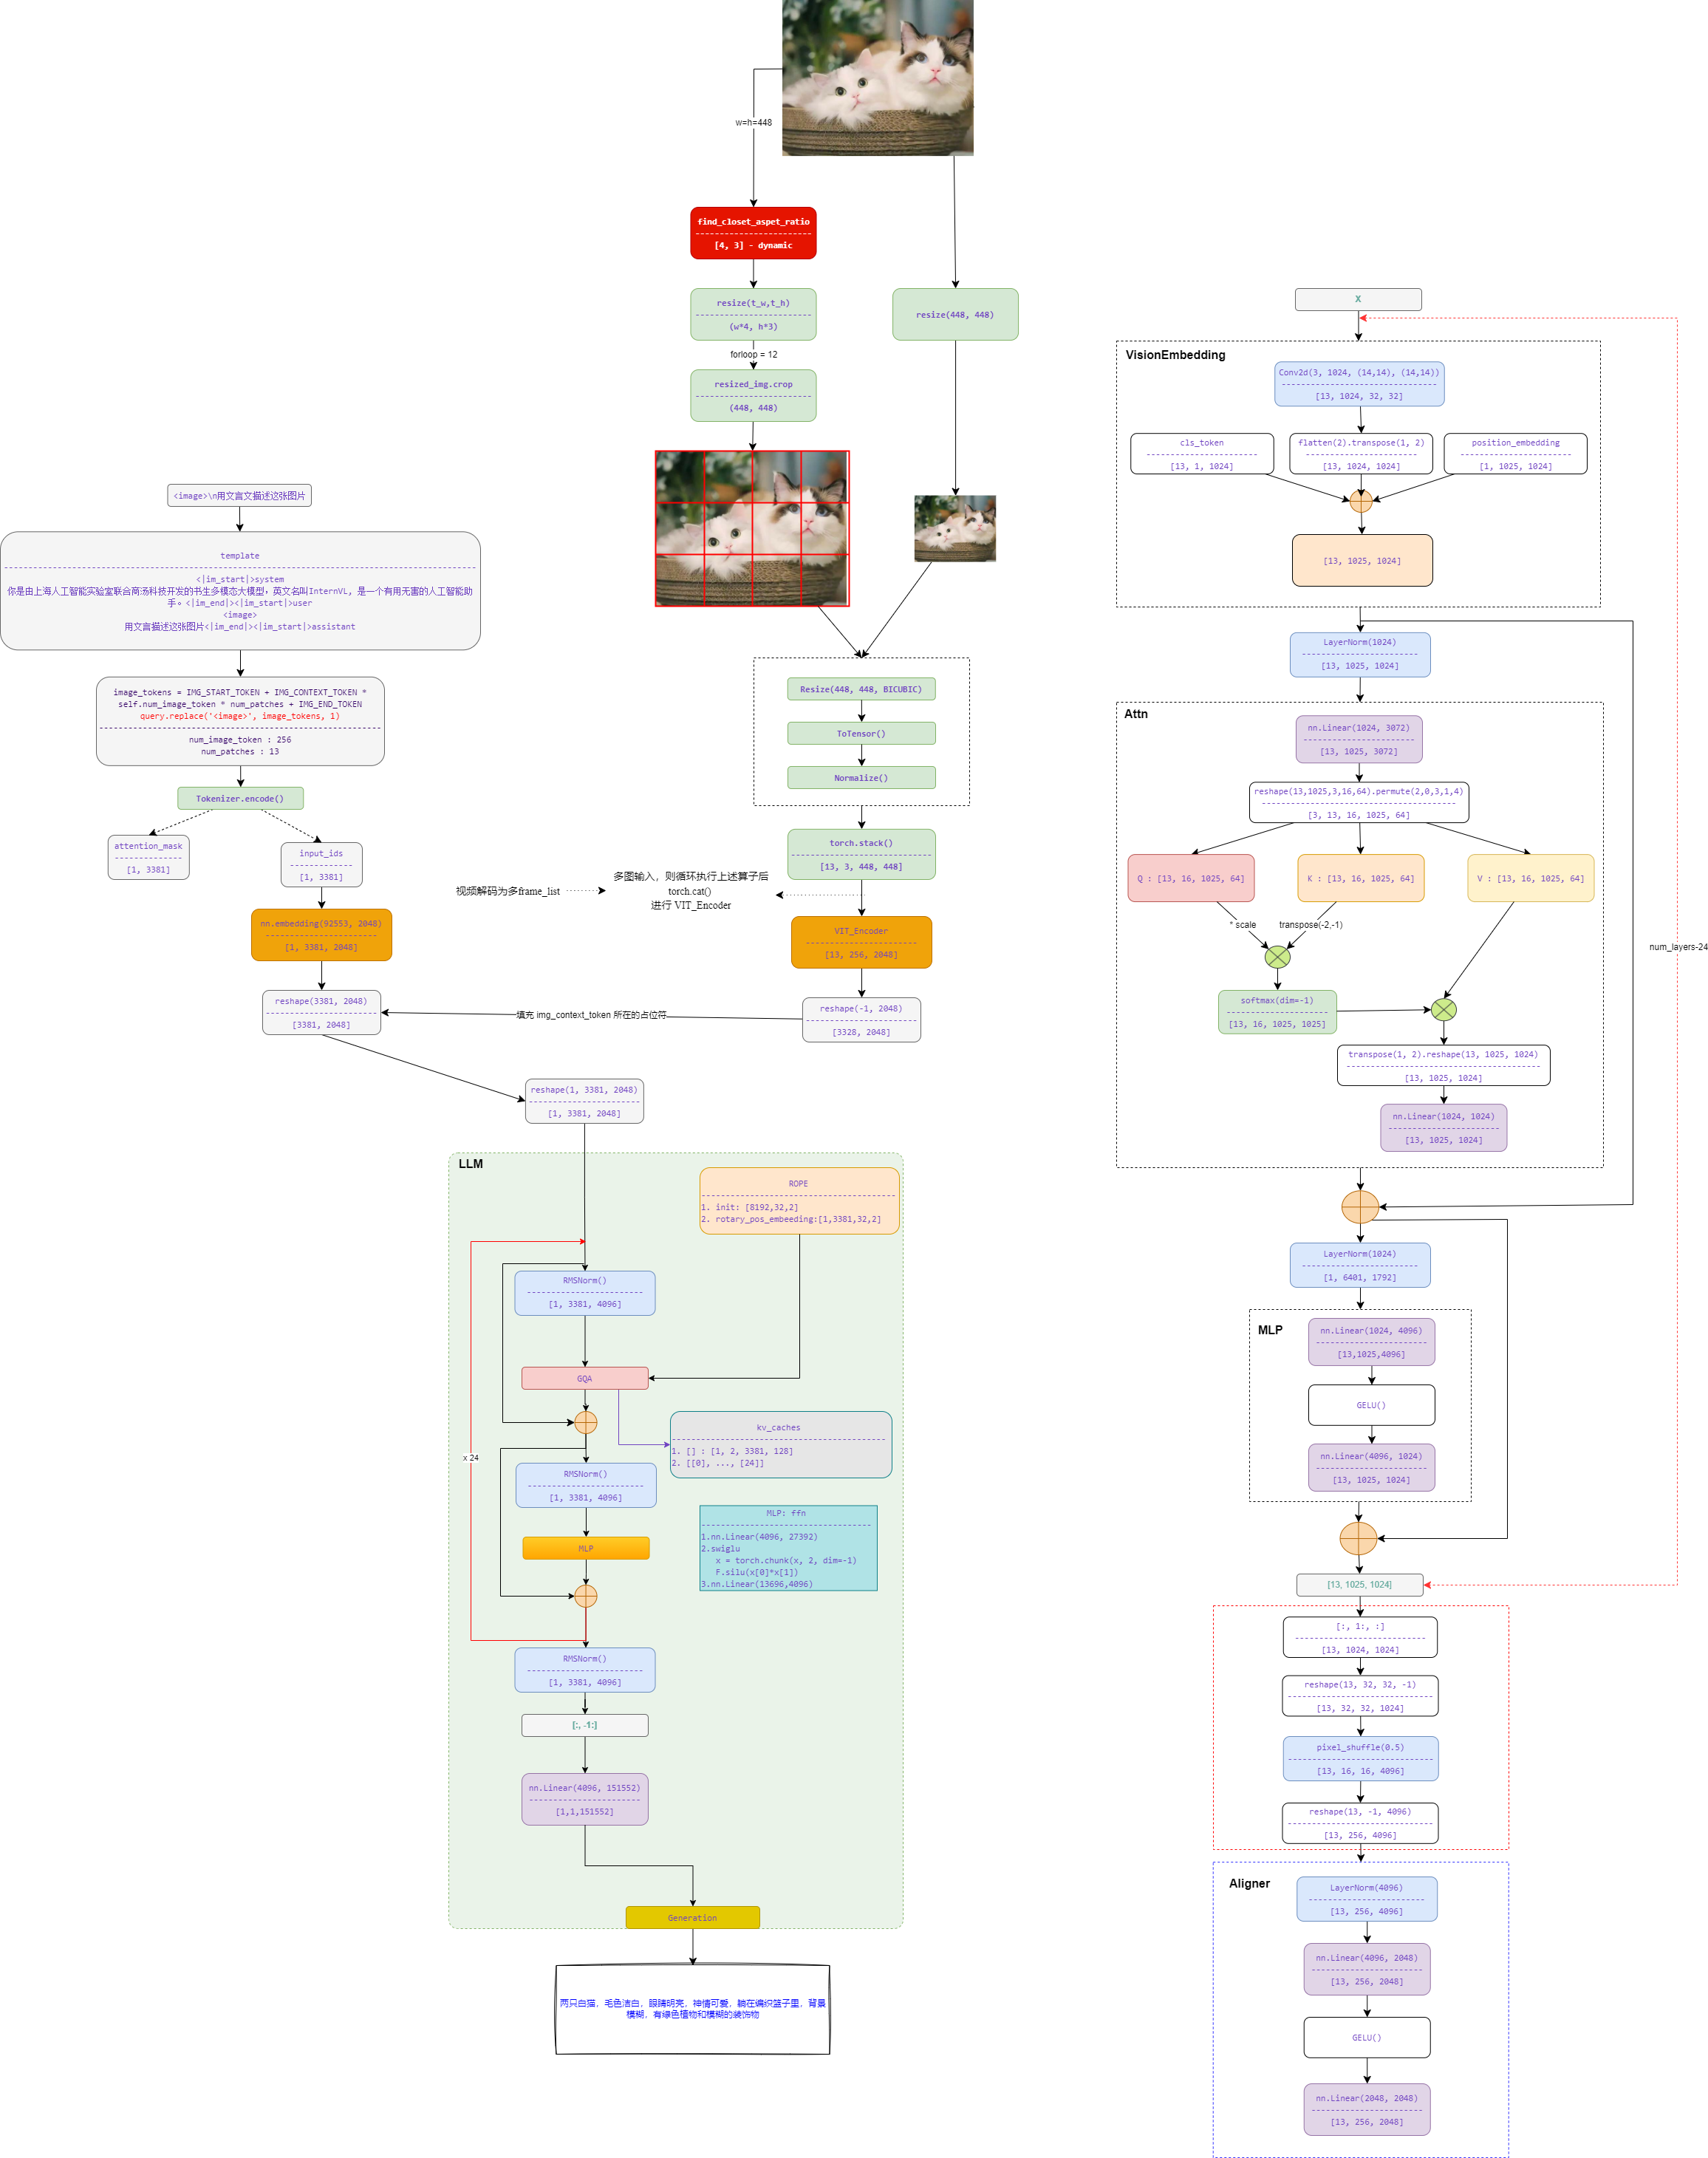 w=h=448
find_closet_aspet_ratio
[4, 3] - dynamic
resize(t_w,t_h)
(w*4, h*3)
forloop = 12
resized_img.crop
(448, 448)
resize(448, 448)
<image>\n用文言文描述这张图片
template
<|im_start|>system
你是由上海人工智能实验室联合商汤科技开发的书生多模态大模型，英文名叫InternVL, 是一个有用无害的人工智能助
手。<|im_end|><|im_start|>user
<image>
用文言描述这张图片<|im_end|><|im_start|>assistant
image_tokens = IMG_START_TOKEN + IMG_CONTEXT_TOKEN *
self.num_image_token * num_patches + IMG_END_TOKEN
query.replace('<image>', image_tokens, 1)
num_image_token : 256
num_patches : 13
Tokenizer.encode()
attention_mask
[1, 3381]
input_ids
[1, 3381]
nn.embedding(92553, 2048)
[1, 3381, 2048]
reshape(3381, 2048)
[3381, 2048]
Resize(448, 448, BICUBIC)
ToTensor()
Normalize()
torch.stack()
[13, 3, 448, 448]
视频解码为多frame_list
多图输入，则循环执行上述算子后
torch.cat()
进行 VIT_Encoder
VIT_Encoder
[13, 256, 2048]
reshape(-1, 2048)
[3328, 2048]
填充 img_context_token 所在的占位符
reshape(1, 3381, 2048)
[1, 3381, 2048]
LLM
ROPE
1. init: [8192,32,2]
2. rotary_pos_embeeding:[1,3381,32,2]
RMSNorm()
[1, 3381, 4096]
GQA
kv_caches
1. [] : [1, 2, 3381, 128]
2. [[0], ..., [24]]
x 24
RMSNorm()
[1, 3381, 4096]
MLP
MLP: ffn
1.nn.Linear(4096, 27392)
2.swiglu
x = torch.chunk(x, 2, dim=-1)
F.silu(x[0]*x[1])
3.nn.Linear(13696,4096)
RMSNorm()
[1, 3381, 4096]
[:, -1:]
nn.Linear(4096, 151552)
[1,1,151552]
Generation
两只白猫，毛色洁白，眼睛明亮，神情可爱，躺在编织篮子里，背景
模糊，有绿色植物和模糊的装饰物
X
VisionEmbedding
Conv2d(3, 1024, (14,14), (14,14))
[13, 1024, 32, 32]
cls_token
[13, 1, 1024]
flatten(2).transpose(1, 2)
[13, 1024, 1024]
position_embedding
[1, 1025, 1024]
[13, 1025, 1024]
LayerNorm(1024)
[13, 1025, 1024]
Attn
nn.Linear(1024, 3072)
[13, 1025, 3072]
reshape(13,1025,3,16,64).permute(2,0,3,1,4)
[3, 13, 16, 1025, 64]
Q : [13, 16, 1025, 64]
K : [13, 16, 1025, 64]
V : [13, 16, 1025, 64]
* scale
transpose(-2,-1)
num_layers-24
softmax(dim=-1)
[13, 16, 1025, 1025]
transpose(1, 2).reshape(13, 1025, 1024)
[13, 1025, 1024]
nn.Linear(1024, 1024)
[13, 1025, 1024]
LayerNorm(1024)
[1, 6401, 1792]
MLP
nn.Linear(1024, 4096)
[13,1025,4096]
GELU()
nn.Linear(4096, 1024)
[13, 1025, 1024]
[13, 1025, 1024]
[:, 1:, :]
[13, 1024, 1024]
reshape(13, 32, 32, -1)
[13, 32, 32, 1024]
pixel_shuffle(0.5)
[13, 16, 16, 4096]
reshape(13, -1, 4096)
[13, 256, 4096]
Aligner
LayerNorm(4096)
[13, 256, 4096]
nn.Linear(4096, 2048)
[13, 256, 2048]
GELU()
nn.Linear(2048, 2048)
[13, 256, 2048]